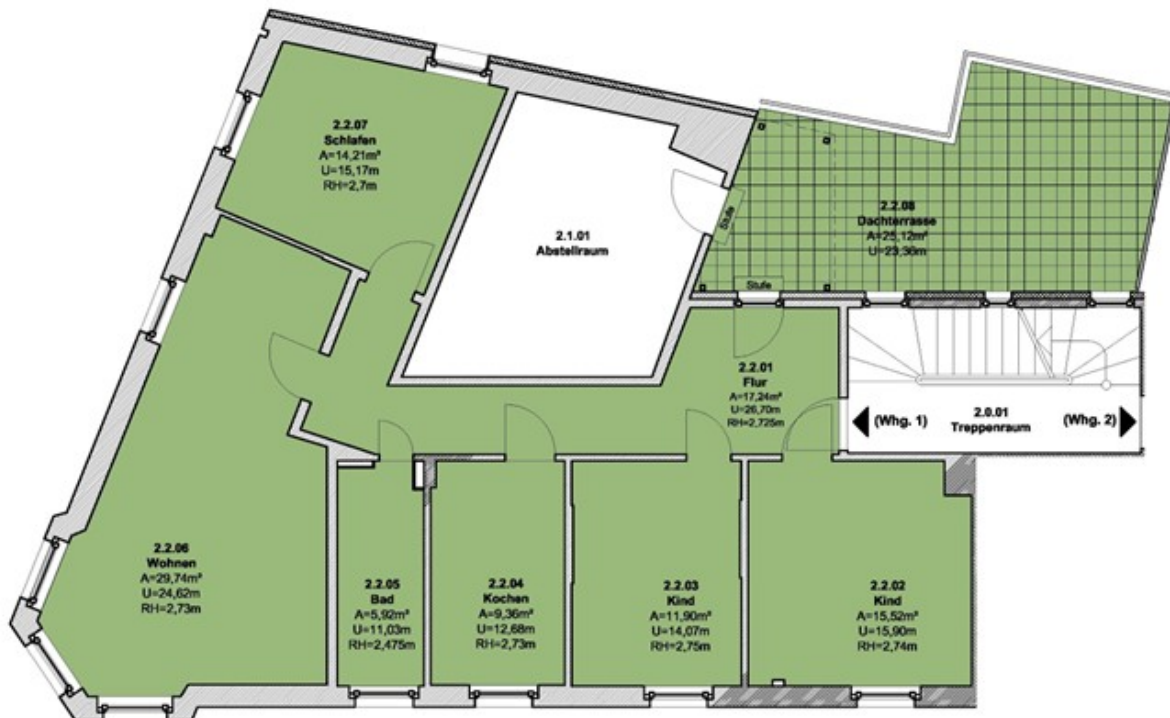 2.2.07
Schlafen
A=14,21m²
U=15,17m
RH=2,7m
2.1.01
Abstellraum
Stufe
2.2.08
Dachterrasse
A=25,12m²
U=23,36m
Stufe
2.2.01
Flur
A=17,24m²
U=26,70m
RH=2,725m
(Whg. 1)
2.0.01
Treppenraum
(Whg. 2)
2.2.06
Wohnen
A=29,74m²
U=24,62m
RH=2,73m
2.2.05
Bad
A=5,92m²
U=11,03m
RH=2,475m
2.2.04
Kochen
A=9,36m²
U=12,68m
RH=2,73m
2.2.03
Kind
A=11,90m²
U=14,07m
RH=2,75m
2.2.02
Kind
A=15,52m²
U=15,90m
RH=2,74m